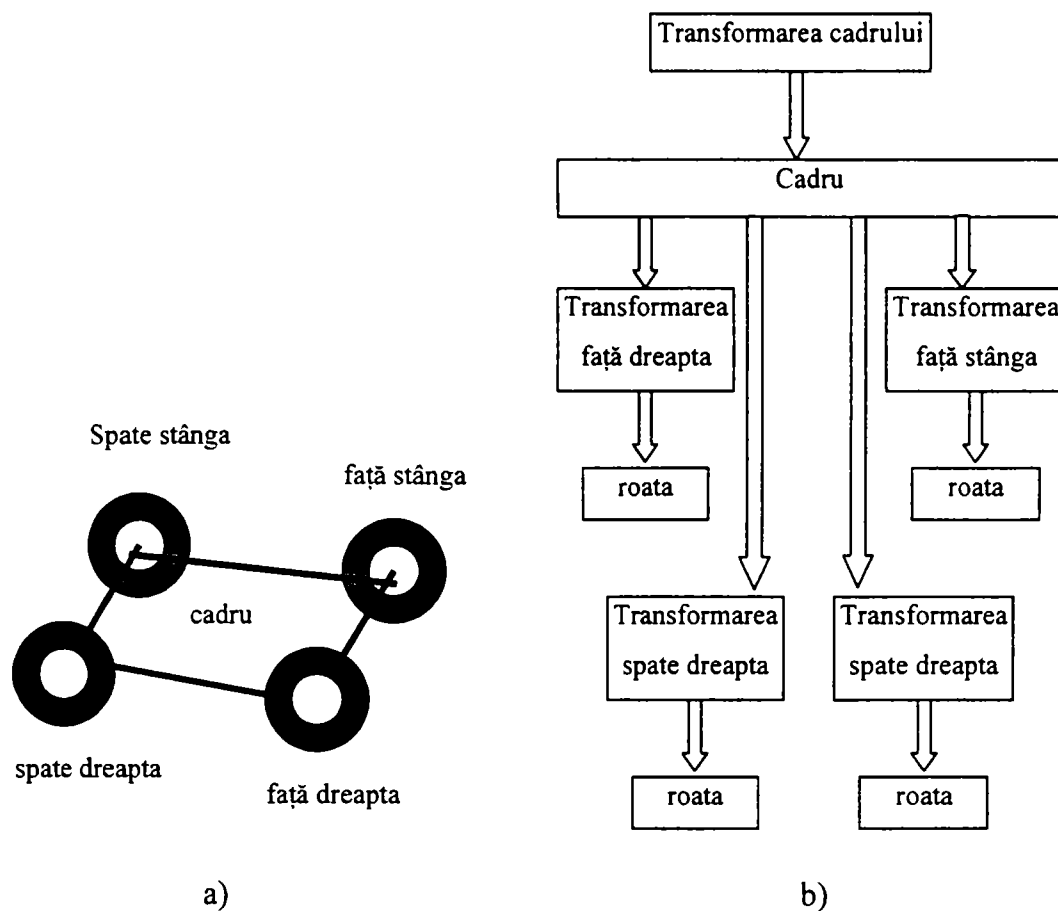 Spate stânga
față stânga
cadru
spate dreapta
față dreapta
a)
Transformarea cadrului
Cadru
Transformarea
față dreapta
Transformarea
față stânga
roata
roata
Transformarea
spate dreapta
Transformarea
spate dreapta
roata
roata
b)